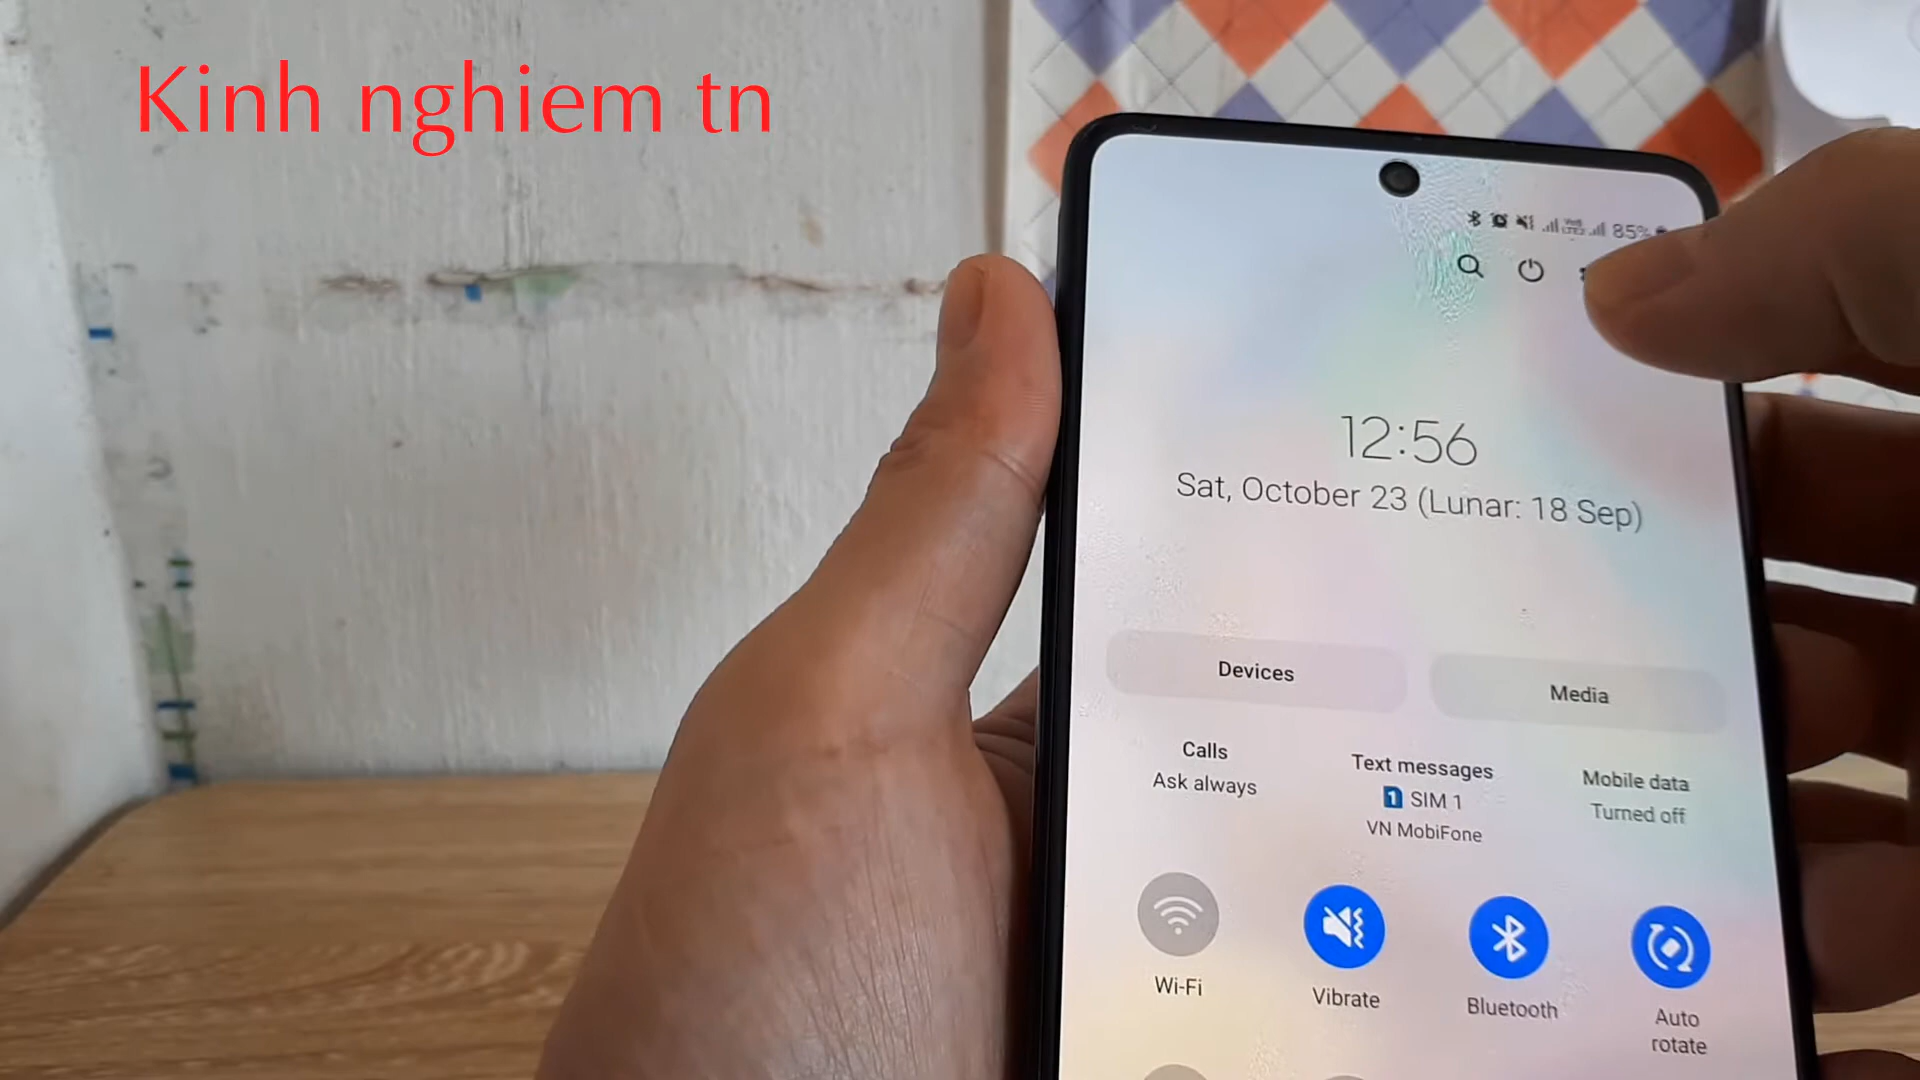 Kinh nghiem tn
85%
12:56
Sat, October 23 (Lunar: 18 Sep)
Devices
Media
Calls
Ask always
Text messages
1 SIM 1
VN MobiFone
Mobile data
Turned off
Wi-Fi
Vibrate
Bluetooth
Auto
rotate